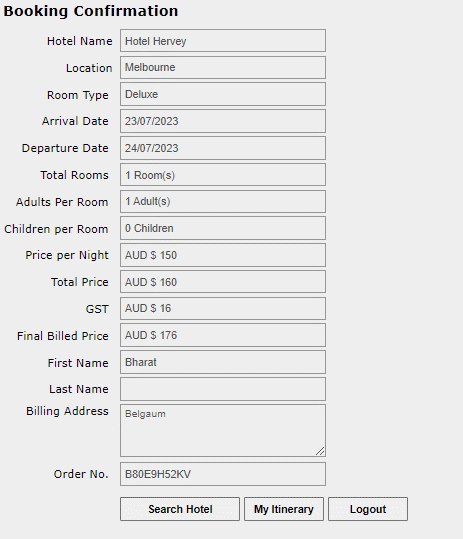 Booking Confirmation
Hotel Name Hotel Hervey
Location Melbourne
Room Type Deluxe
Arrival Date 23/07/2023
Departure Date 24/07/2023
Total Rooms 1 Room(s)
Adults Per Room 1 Adult(s)
Children per Room 0 Children
Price per Night AUD $ 150
Total Price AUD $ 160
GST AUD $ 16
Final Billed Price AUD $ 176
First Name Bharat
Last Name
Billing Address Belgaum
Order No. B80E9H52KV
Search Hotel My Itinerary Logout